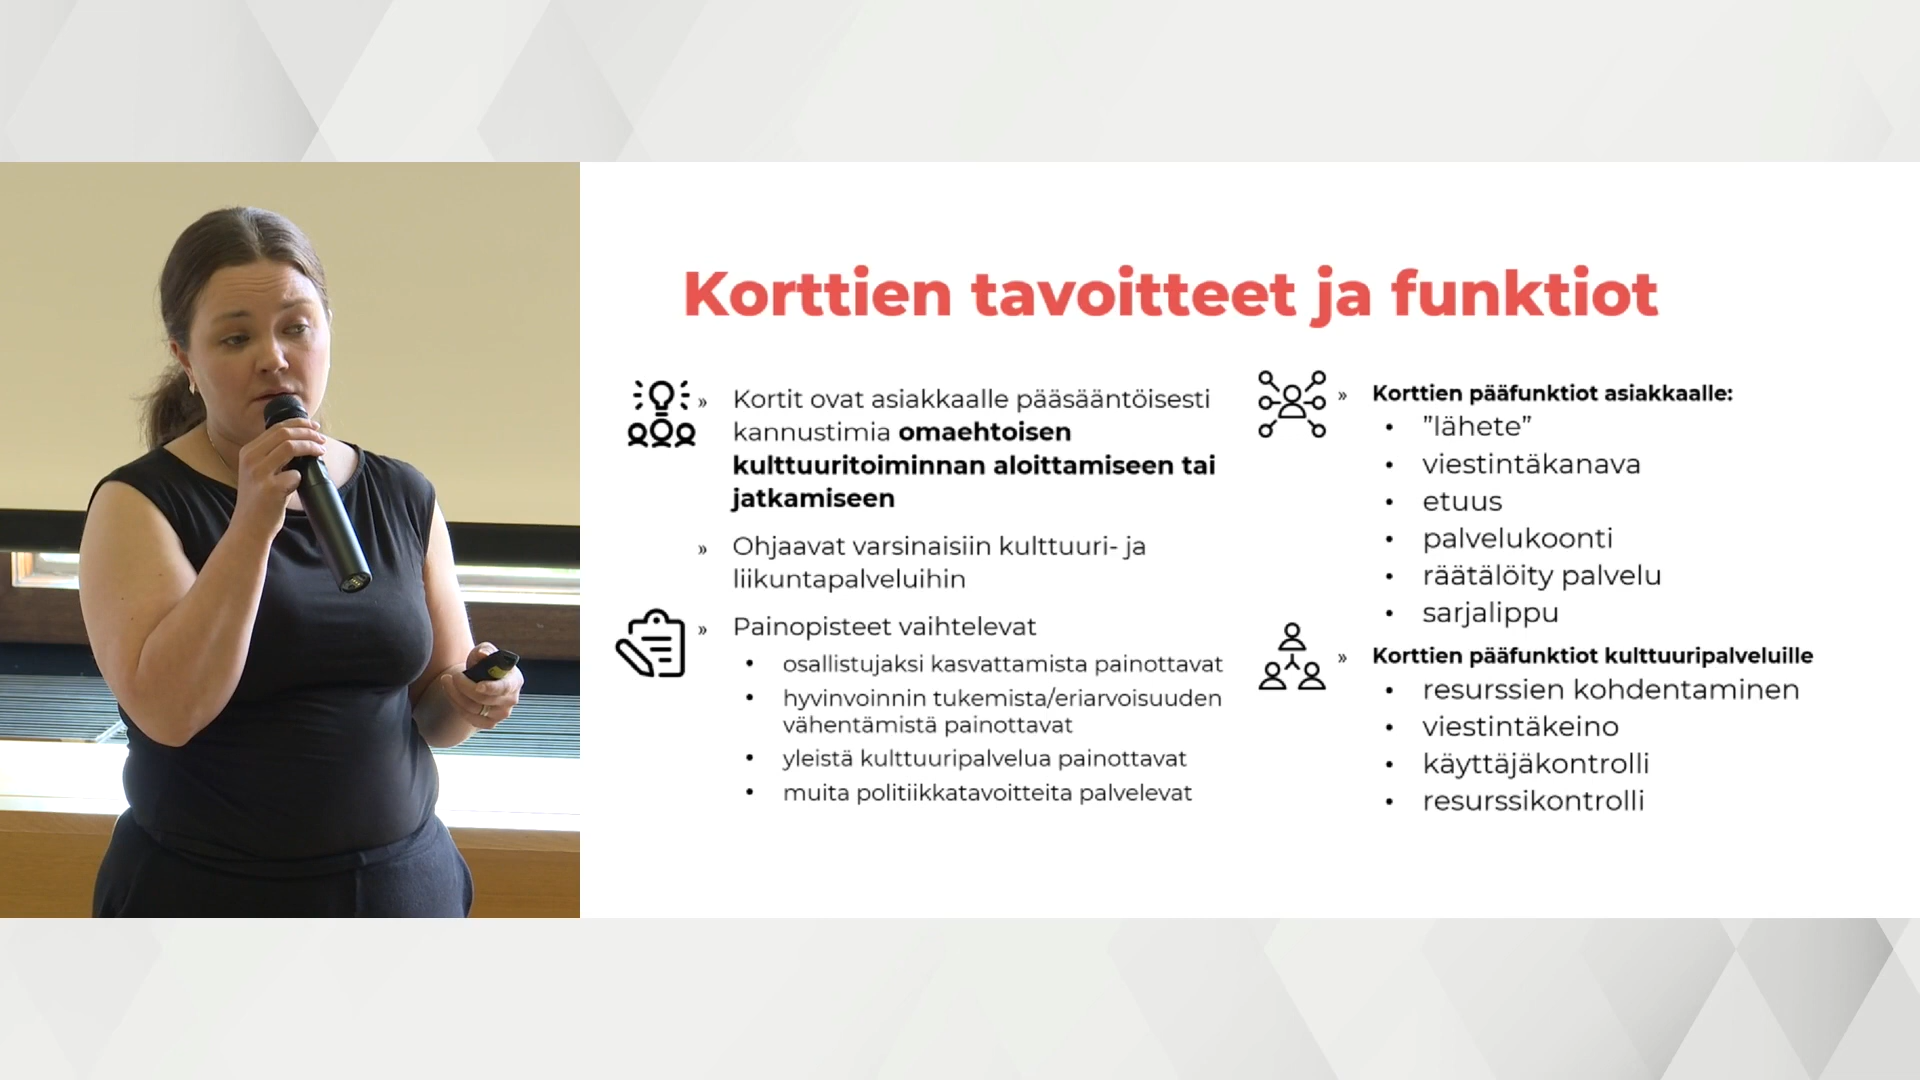 Korttien tavoitteet ja funktiot
» Kortit ovat asiakkaalle pääsääntöisesti
kannustimia omaehtoisen
kulttuuritoiminnan aloittamiseen tai
jatkamiseen
» Ohjaavat varsinaisiin kulttuuri- ja
liikuntapalveluihin
» Painopisteet vaihtelevat
• osallistujaksi kasvattamista painottavat
• hyvinvoinnin tukemista/eriarvoisuuden
vähentämistä painottavat
• yleistä kulttuuripalvelua painottavat
• muita politiikkatavoitteita palvelevat
» Korttien pääfunktiot asiakkaalle:
• ”lähete”
• viestintäkanava
• etuus
• palvelukoonti
• räätälöity palvelu
• sarjalippu
» Korttien pääfunktiot kulttuuripalveluille
• resurssien kohdentaminen
• viestintäkeino
• käyttäjäkontrolli
• resurssikontrolli